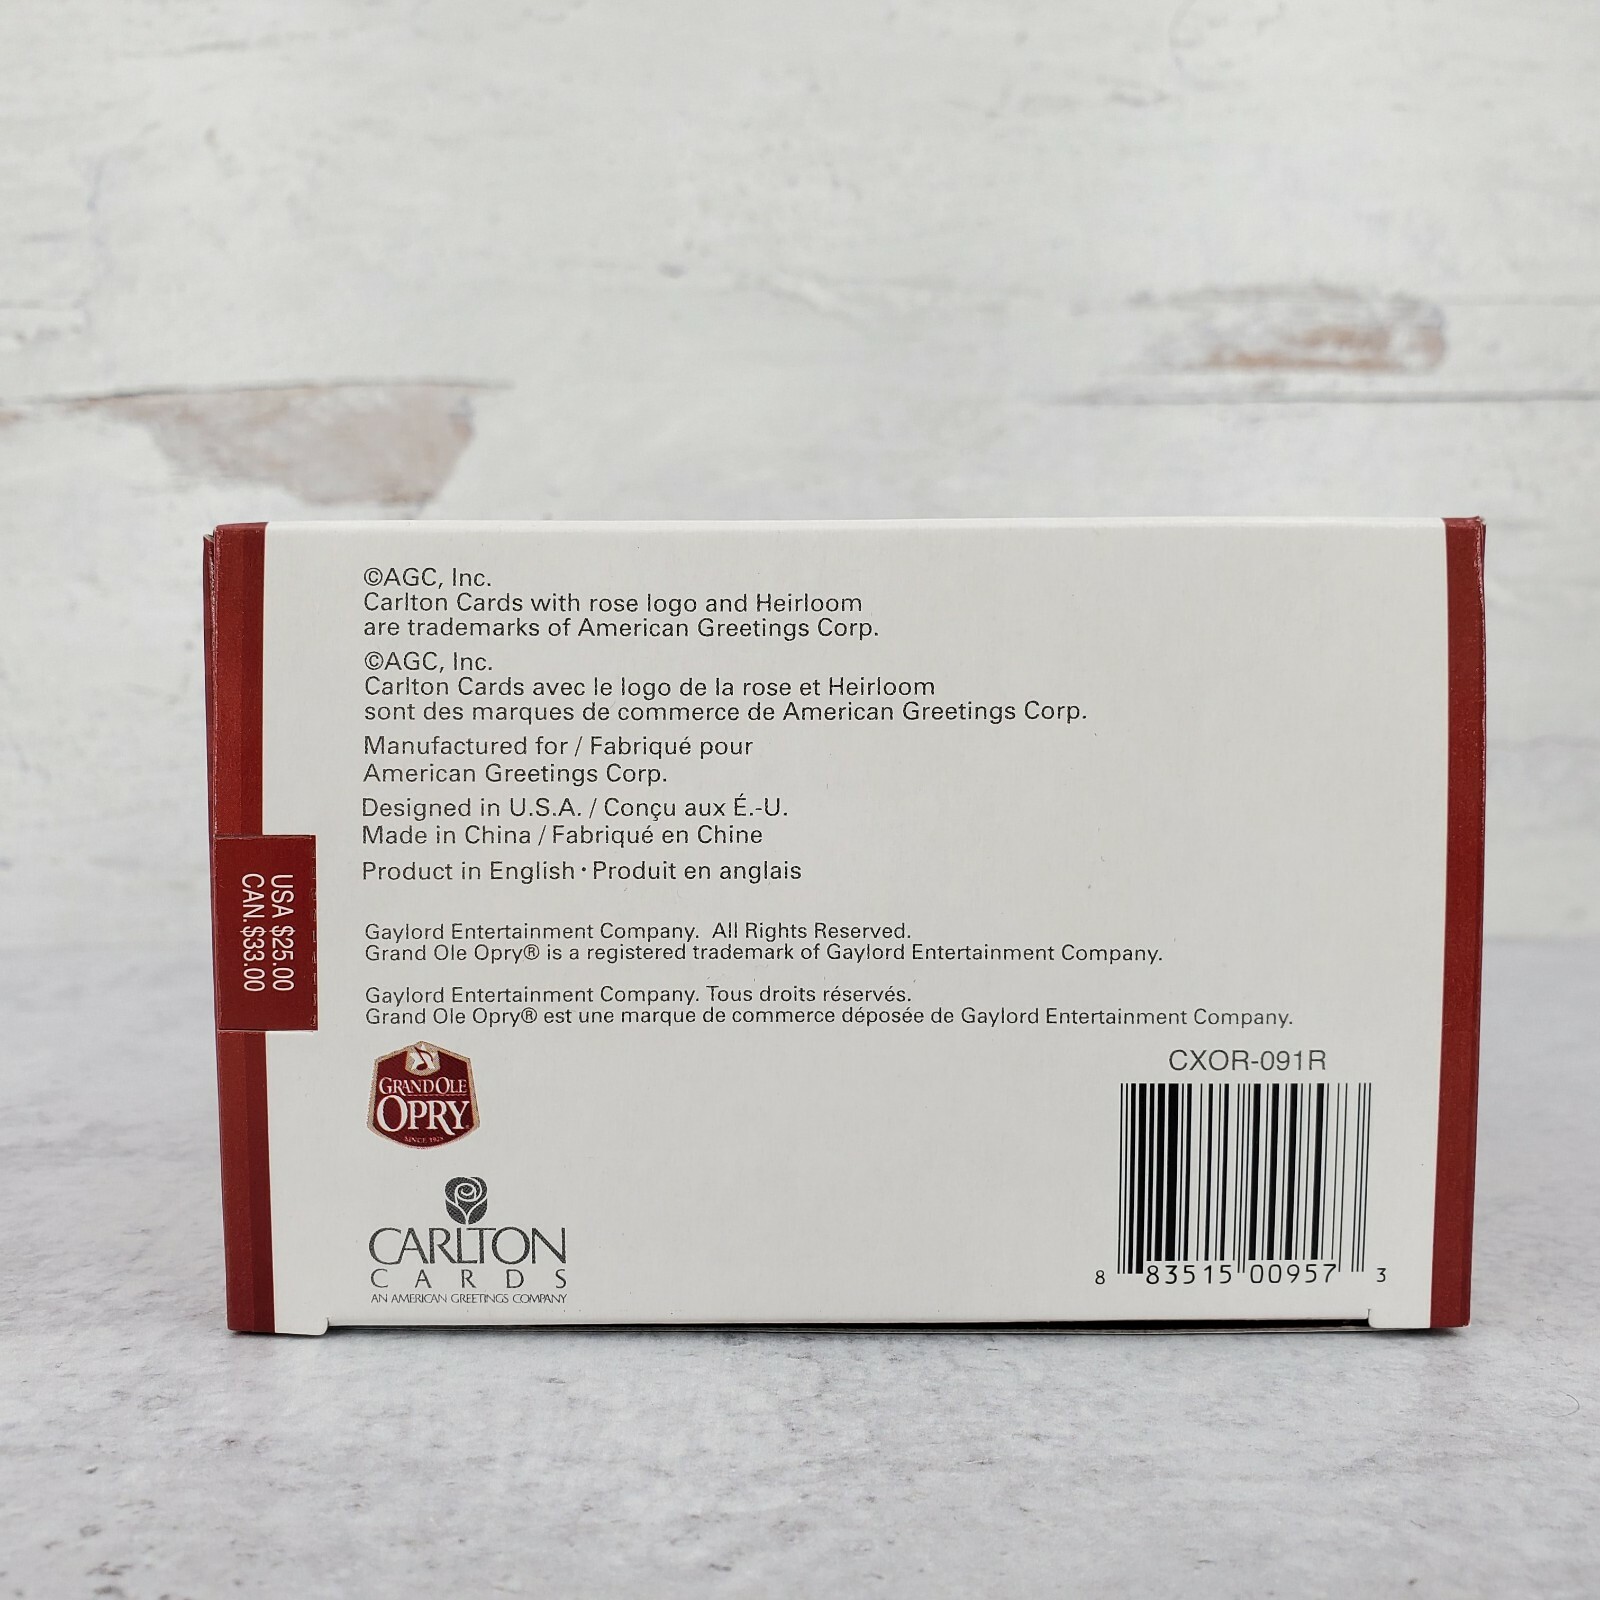 ©AGC, Inc.
Carlton Cards with rose logo and Heirloom
are trademarks of American Greetings Corp.
©AGC, Inc.
Carlton Cards avec le logo de la rose et Heirloom
sont des marques de commerce de American Greetings Corp.
Manufactured for / Fabriqué pour
American Greetings Corp.
Designed in U.S.A. / Conçu aux É.-U.
Made in China / Fabriqué en Chine
Product in English · Produit en anglais
USA $25.00
CAN.$33.00
Gaylord Entertainment Company. All Rights Reserved.
Grand Ole Opry® is a registered trademark of Gaylord Entertainment Company.
Gaylord Entertainment Company. Tous droits réservés.
Grand Ole Opry® est une marque de commerce déposée de Gaylord Entertainment Company.
GRAND OLE
OPRY
SINCE 1925
CARLTON
CARDS
AN AMERICAN GREETINGS COMPANY
CXOR-091R
8 83515 00957 3